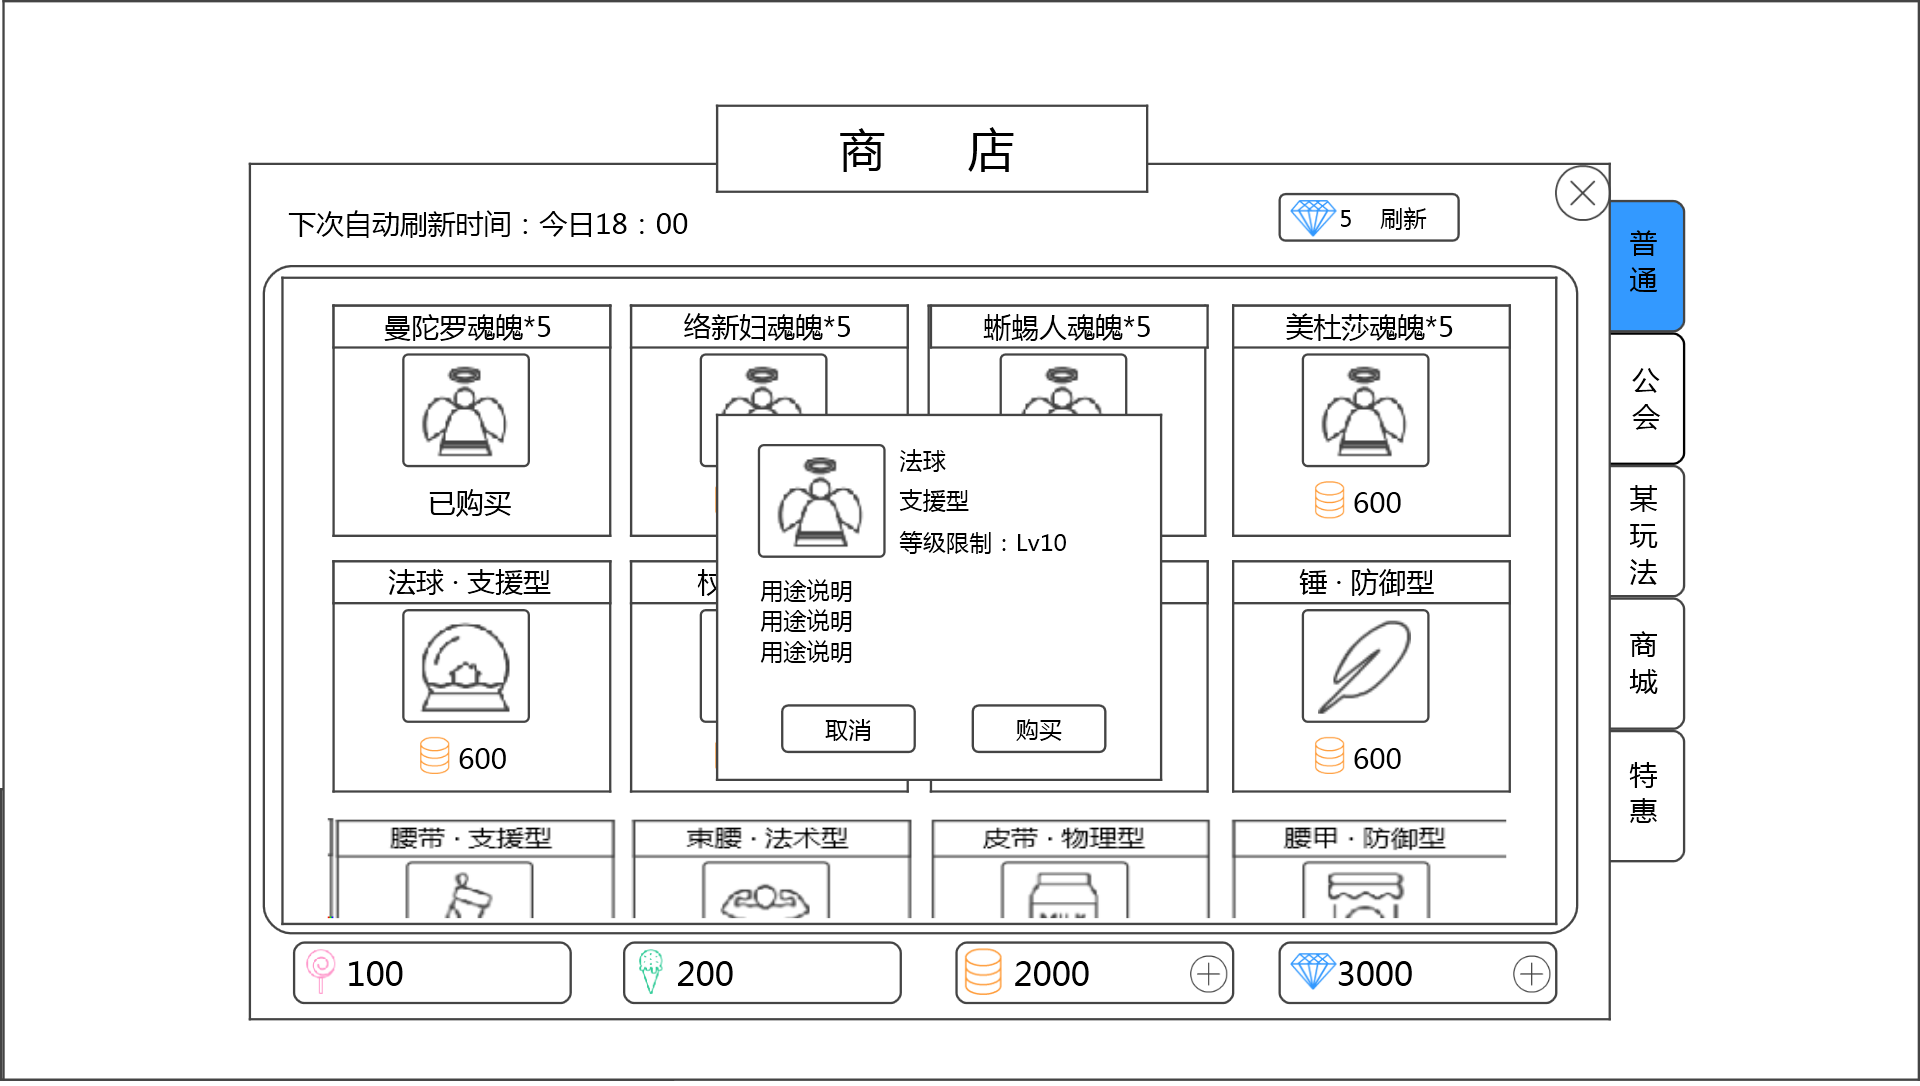 商 店
下次自动刷新时间：今日18：00
5 刷新
普通
公会
某玩法
商城
特惠
曼陀罗魂魄*5
络新妇魂魄*5
蜥蜴人魂魄*5
美杜莎魂魄*5
已购买
600
法球
支援型
等级限制：Lv10
用途说明
用途说明
用途说明
取消
购买
法球·支援型
锤·防御型
600
600
腰带·支援型
束腰·法术型
皮带·物理型
腰甲·防御型
MILK
100
200
2000
3000